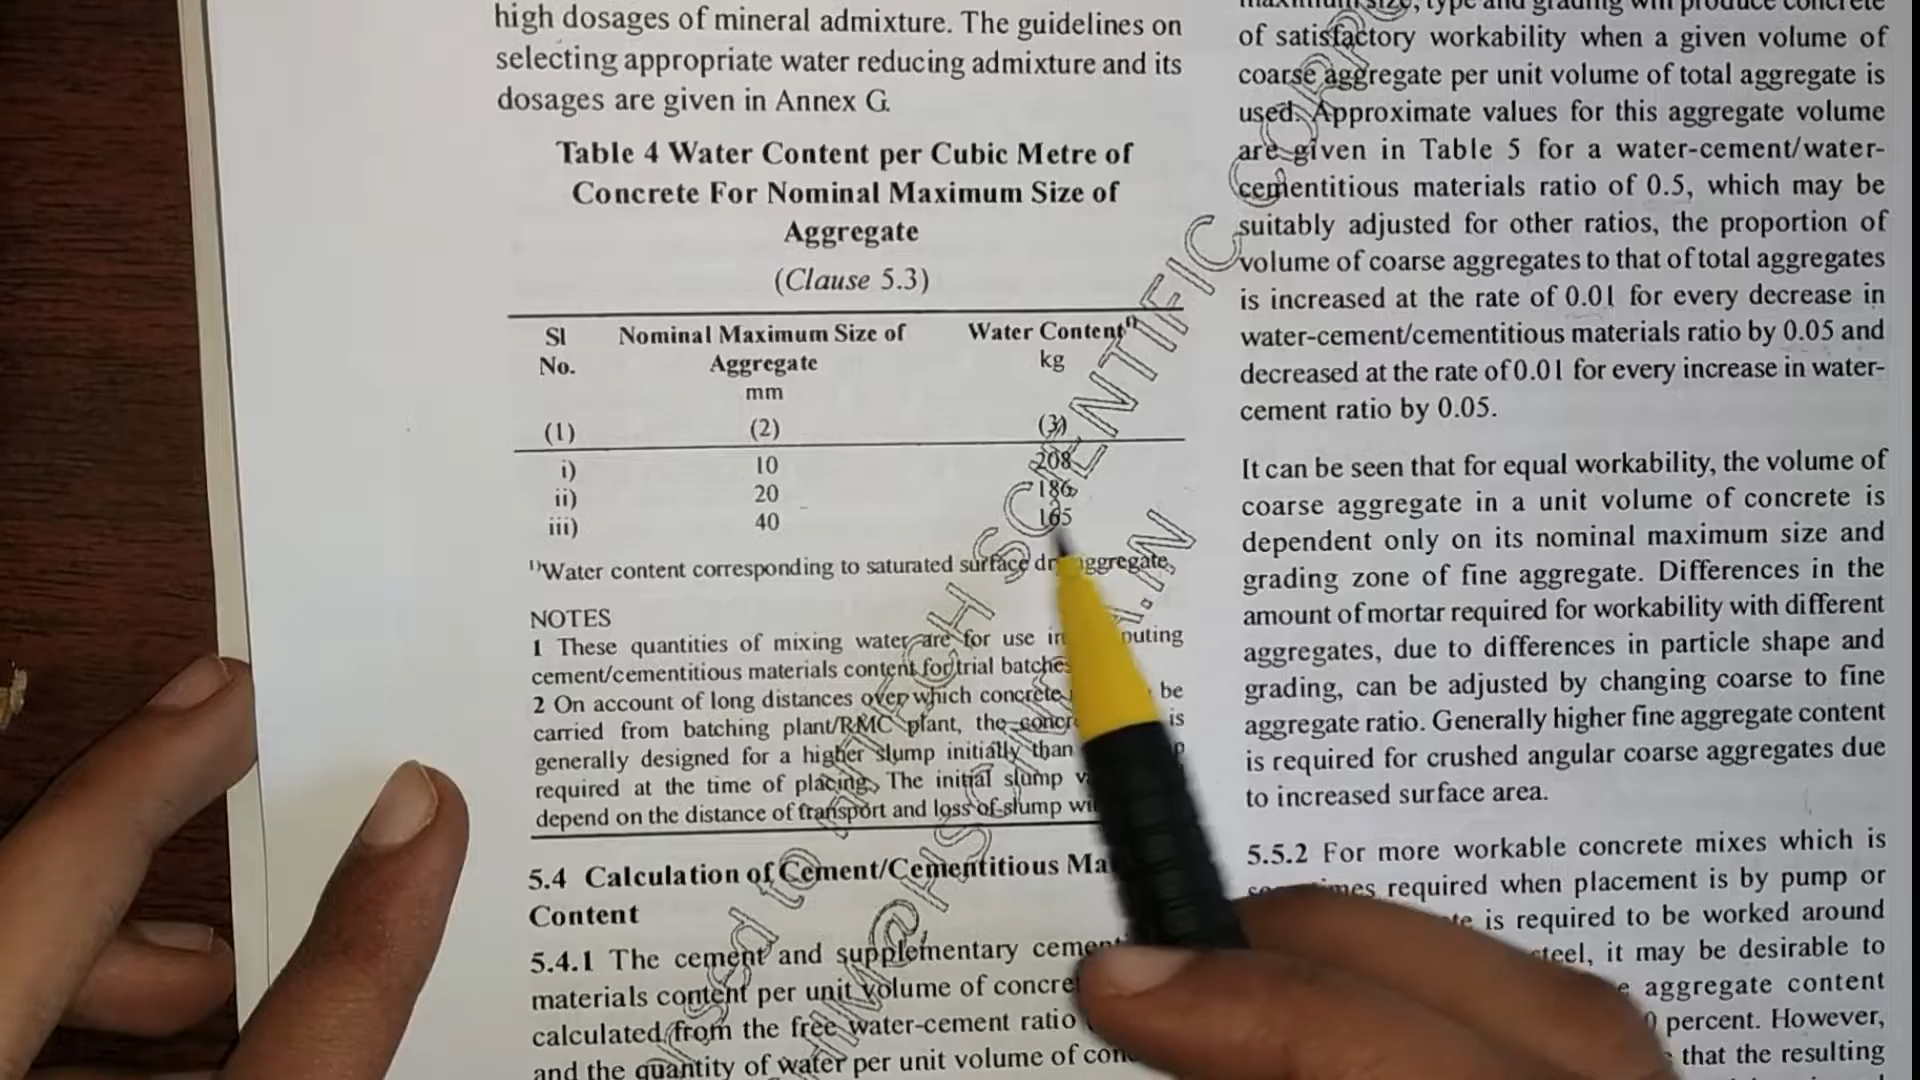 high dosages of mineral admixture. The guidelines on
selecting appropriate water reducing admixture and its
dosages are given in Annex G.
Table 4 Water Content per Cubic Metre of
Concrete For Nominal Maximum Size of
Aggregate
(Clause 5.3)
Sl No. Nominal Maximum Size of Aggregate mm Water Content¹⁾ kg
(1) (2) (3)
i) 10 208
ii) 20 186
iii) 40 165
¹⁾Water content corresponding to saturated surface aggregate.
NOTES
1 These quantities of mixing water are for use
cement/cementitious materials content for trial
2 On account of long distances over which concrete be
carried from batching plant/RMC plant, the is
generally designed for a higher slump initially than
required at the time of placing. The initial slump
depend on the distance of transport and loss of slump
5.4 Calculation of Cement/Cementitious
Content
5.4.1 The cement and supplementary
materials content per unit volume of
calculated from the free water-cement ratio
and the quantity of water per unit volume of
of satisfactory workability when a given volume of
coarse aggregate per unit volume of total aggregate is
used. Approximate values for this aggregate volume
are given in Table 5 for a water-cement/water-
cementitious materials ratio of 0.5, which may be
suitably adjusted for other ratios, the proportion of
volume of coarse aggregates to that of total aggregates
is increased at the rate of 0.01 for every decrease in
water-cement/cementitious materials ratio by 0.05 and
decreased at the rate of 0.01 for every increase in water-
cement ratio by 0.05.
It can be seen that for equal workability, the volume of
coarse aggregate in a unit volume of concrete is
dependent only on its nominal maximum size and
grading zone of fine aggregate. Differences in the
amount of mortar required for workability with different
aggregates, due to differences in particle shape and
grading, can be adjusted by changing coarse to fine
aggregate ratio. Generally higher fine aggregate content
is required for crushed angular coarse aggregates due
to increased surface area.
5.5.2 For more workable concrete mixes which is
required when placement is by pump or
is required to be worked around
steel, it may be desirable to
aggregate content
percent. However,
that the resulting